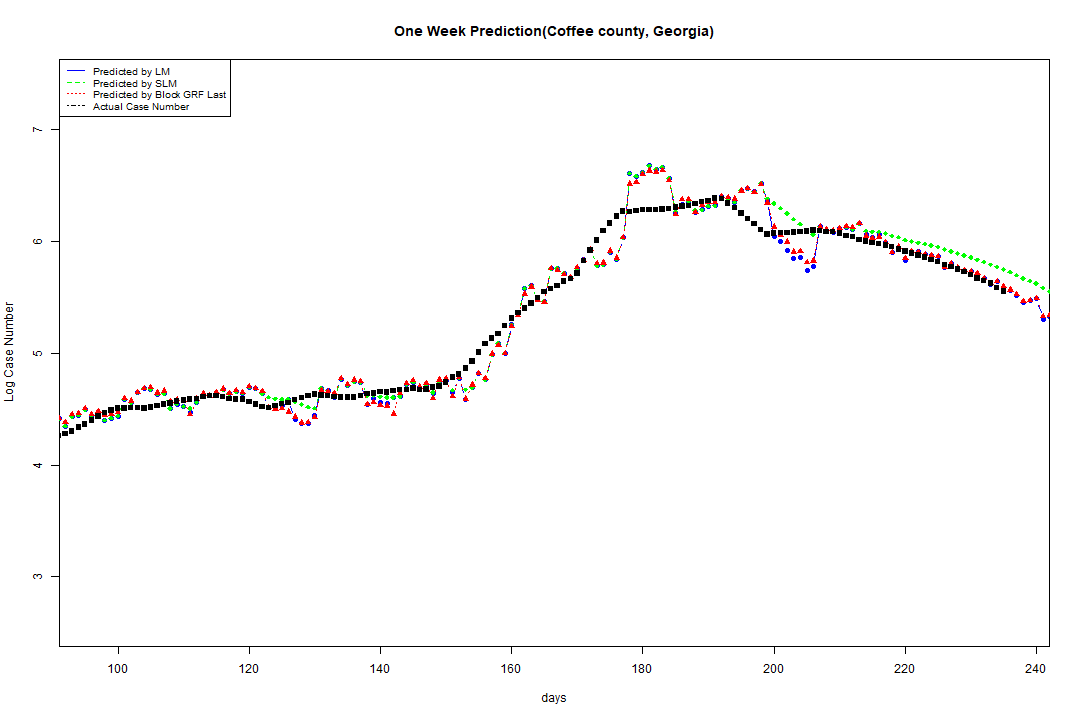 One Week Prediction(Coffee county, Georgia)
Predicted by LM
Predicted by SLM
Predicted by Block GRF Last
Actual Case Number
7
6
5
4
3
Log Case Number
100 120 140 160 180 200 220 240
days